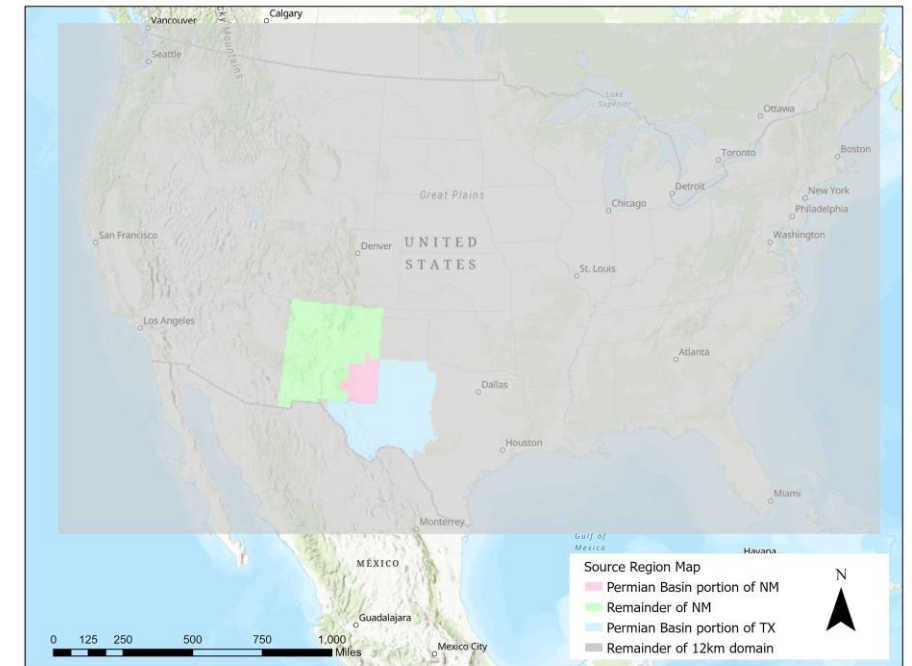 Calgary
Vancouver
Seattle
Lake
Superior
Ottawa
Toronto
Boston
Detroit
New York
Great Plains
Chicago
Philadelphia
San Francisco
Denver
UNITED
STATES
Washington
St. Louis
Los Angeles
Atlanta
Dallas
Houston
Miami
Monterrey
Gulf of
Mexico
Havana
MÉXICO
Guadalajara
Mexico City
Source Region Map
Permian Basin portion of NM
Remainder of NM
Permian Basin portion of TX
Remainder of 12km domain
N
0 125 250 500 750 1,000
Miles